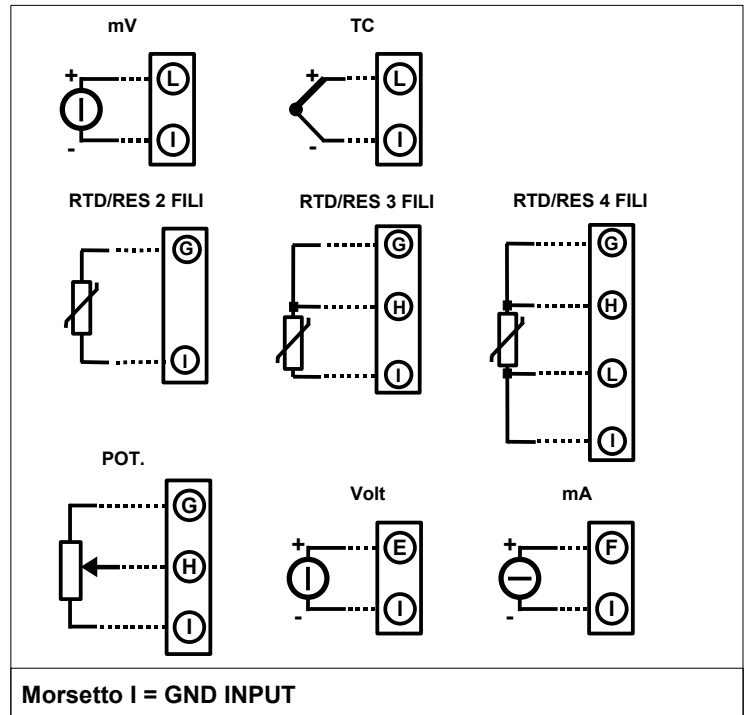 mV TC
+ L + L
- I - I
RTD/RES 2 FILI RTD/RES 3 FILI RTD/RES 4 FILI
G G G
H H
I I L
I
POT. Volt mA
G
+ E + F
H
- I - I
I
Morsetto I = GND INPUT